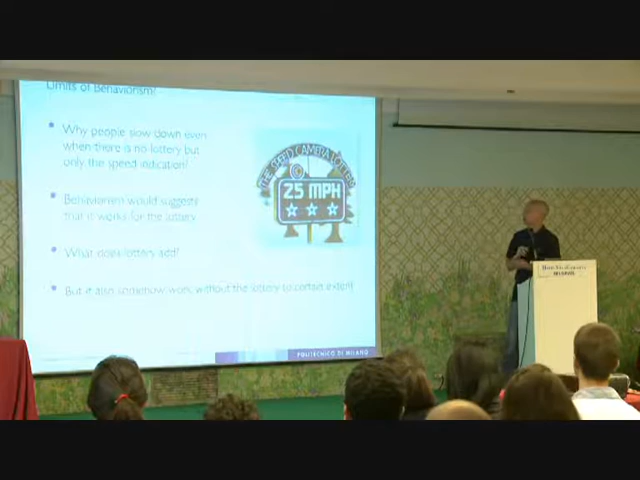 Limits of Behaviorism?
Why people slow down even
when there is no lottery but
only the speed indication?
Behaviorism would suggests
that it works for the lottery
What does lottery add?
But it also somehow work without the lottery to certain extent
THE SPEED CAMERA LOTTERY
25 MPH
POLITECNICO DI MILANO